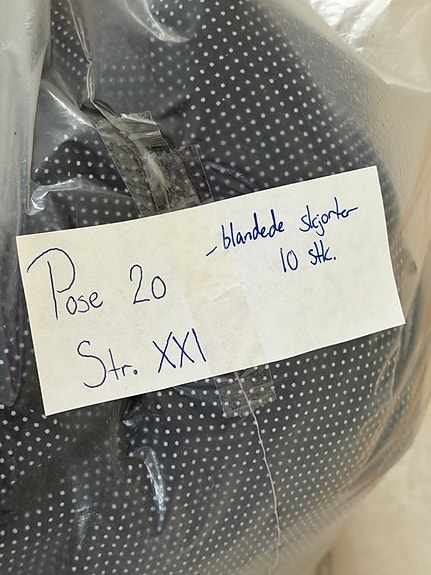 Pose 20
Str. XXl
- blandede skjorter
10 stk.